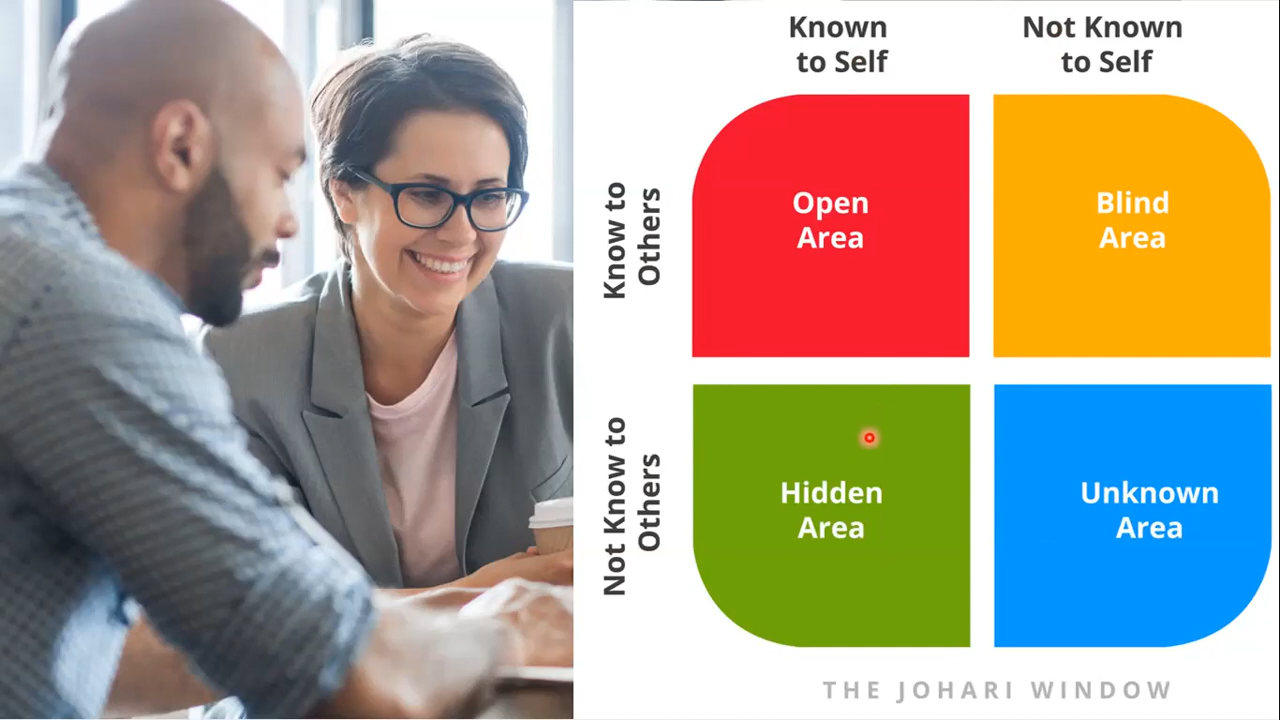 Known
to Self
Not Known
to Self
Know to
Others
Open
Area
Blind
Area
Not Know to
Others
Hidden
Area
Unknown
Area
THE JOHARI WINDOW